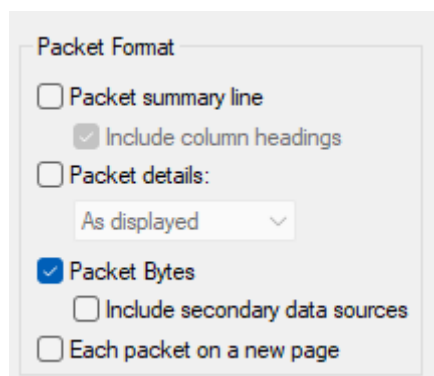 Packet Format
Packet summary line
Include column headings
Packet details:
As displayed
Packet Bytes
Include secondary data sources
Each packet on a new page